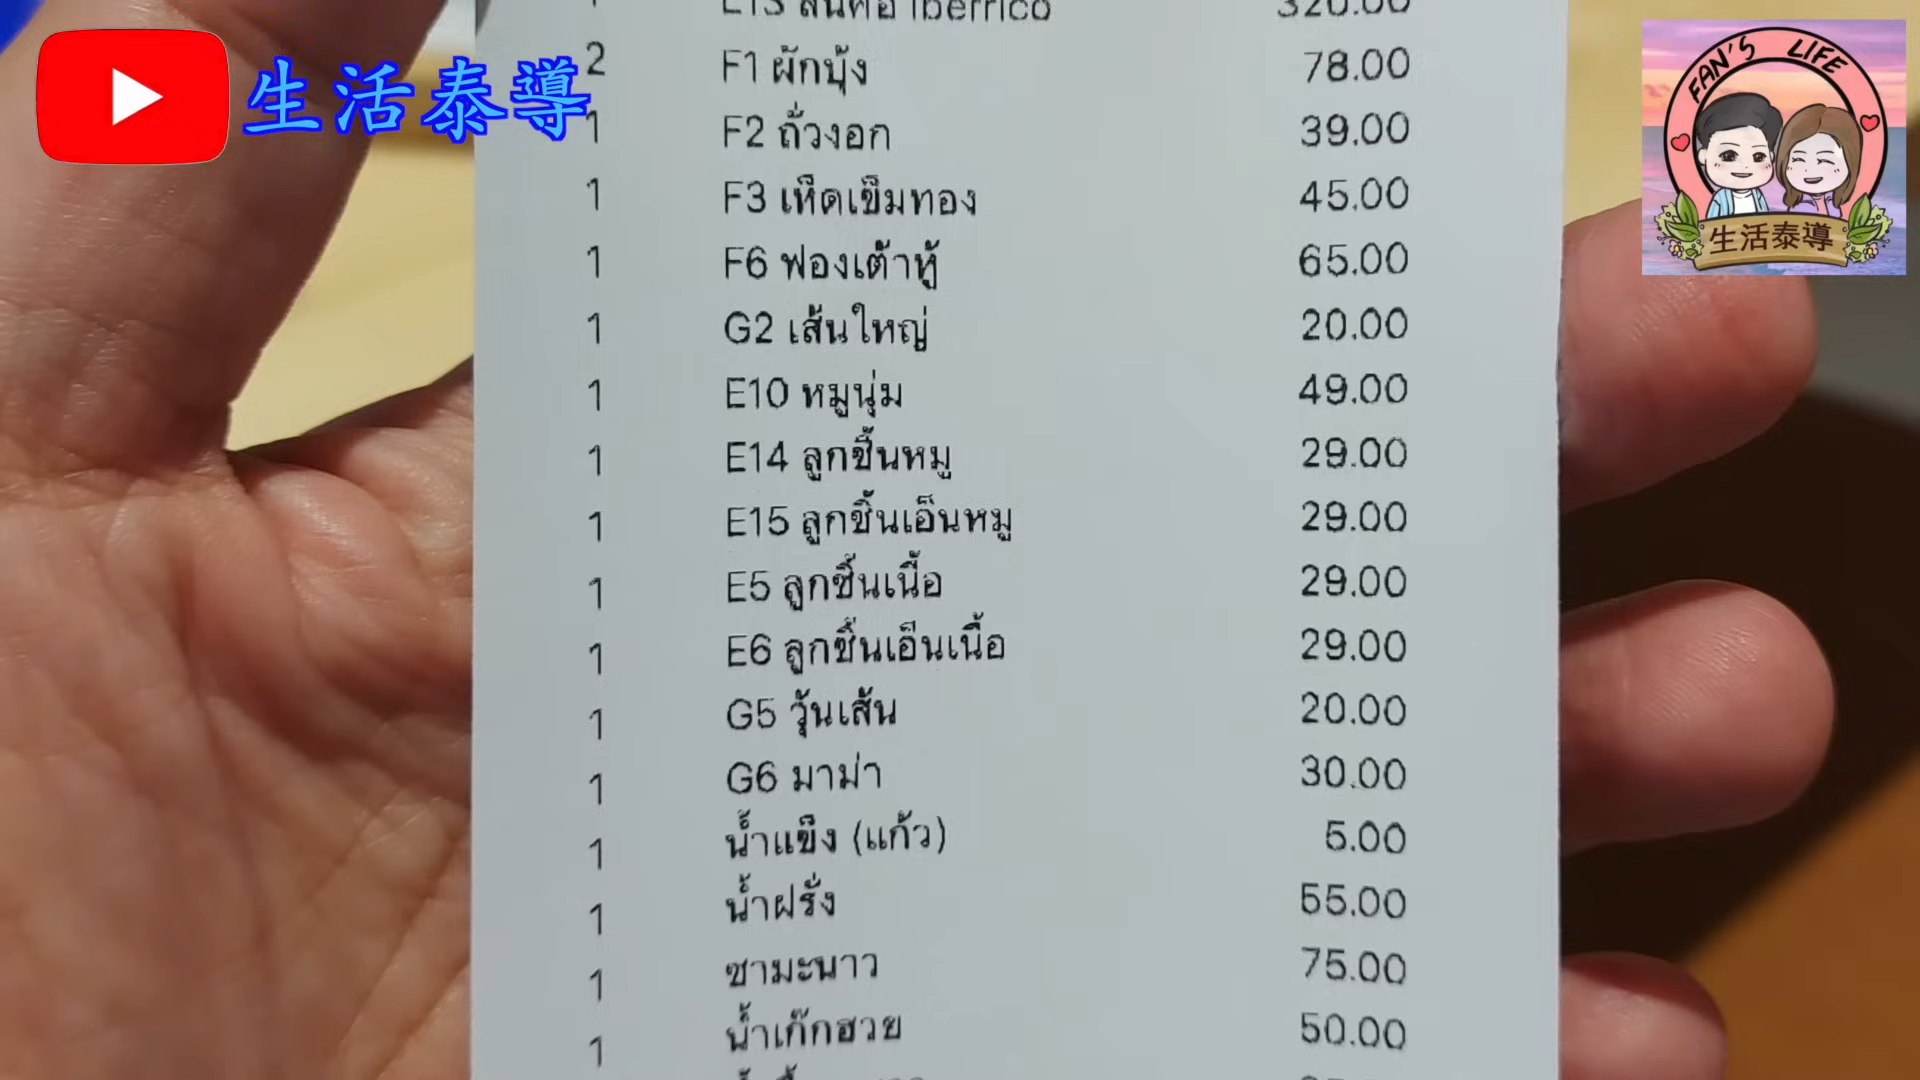 生活泰導
FAN'S LIFE
生活泰導
Iberrico 320.00
2 F1 ผักบุ้ง 78.00
1 F2 ถั่วงอก 39.00
1 F3 เห็ดเข็มทอง 45.00
1 F6 ฟองเต้าหู้ 65.00
1 G2 เส้นใหญ่ 20.00
1 E10 หมูนุ่ม 49.00
1 E14 ลูกชิ้นหมู 29.00
1 E15 ลูกชิ้นเอ็นหมู 29.00
1 E5 ลูกชิ้นเนื้อ 29.00
1 E6 ลูกชิ้นเอ็นเนื้อ 29.00
1 G5 วุ้นเส้น 20.00
1 G6 มาม่า 30.00
1 น้ำแข็ง (แก้ว) 5.00
1 น้ำฝรั่ง 55.00
1 ชามะนาว 75.00
1 น้ำเก๊กฮวย 50.00